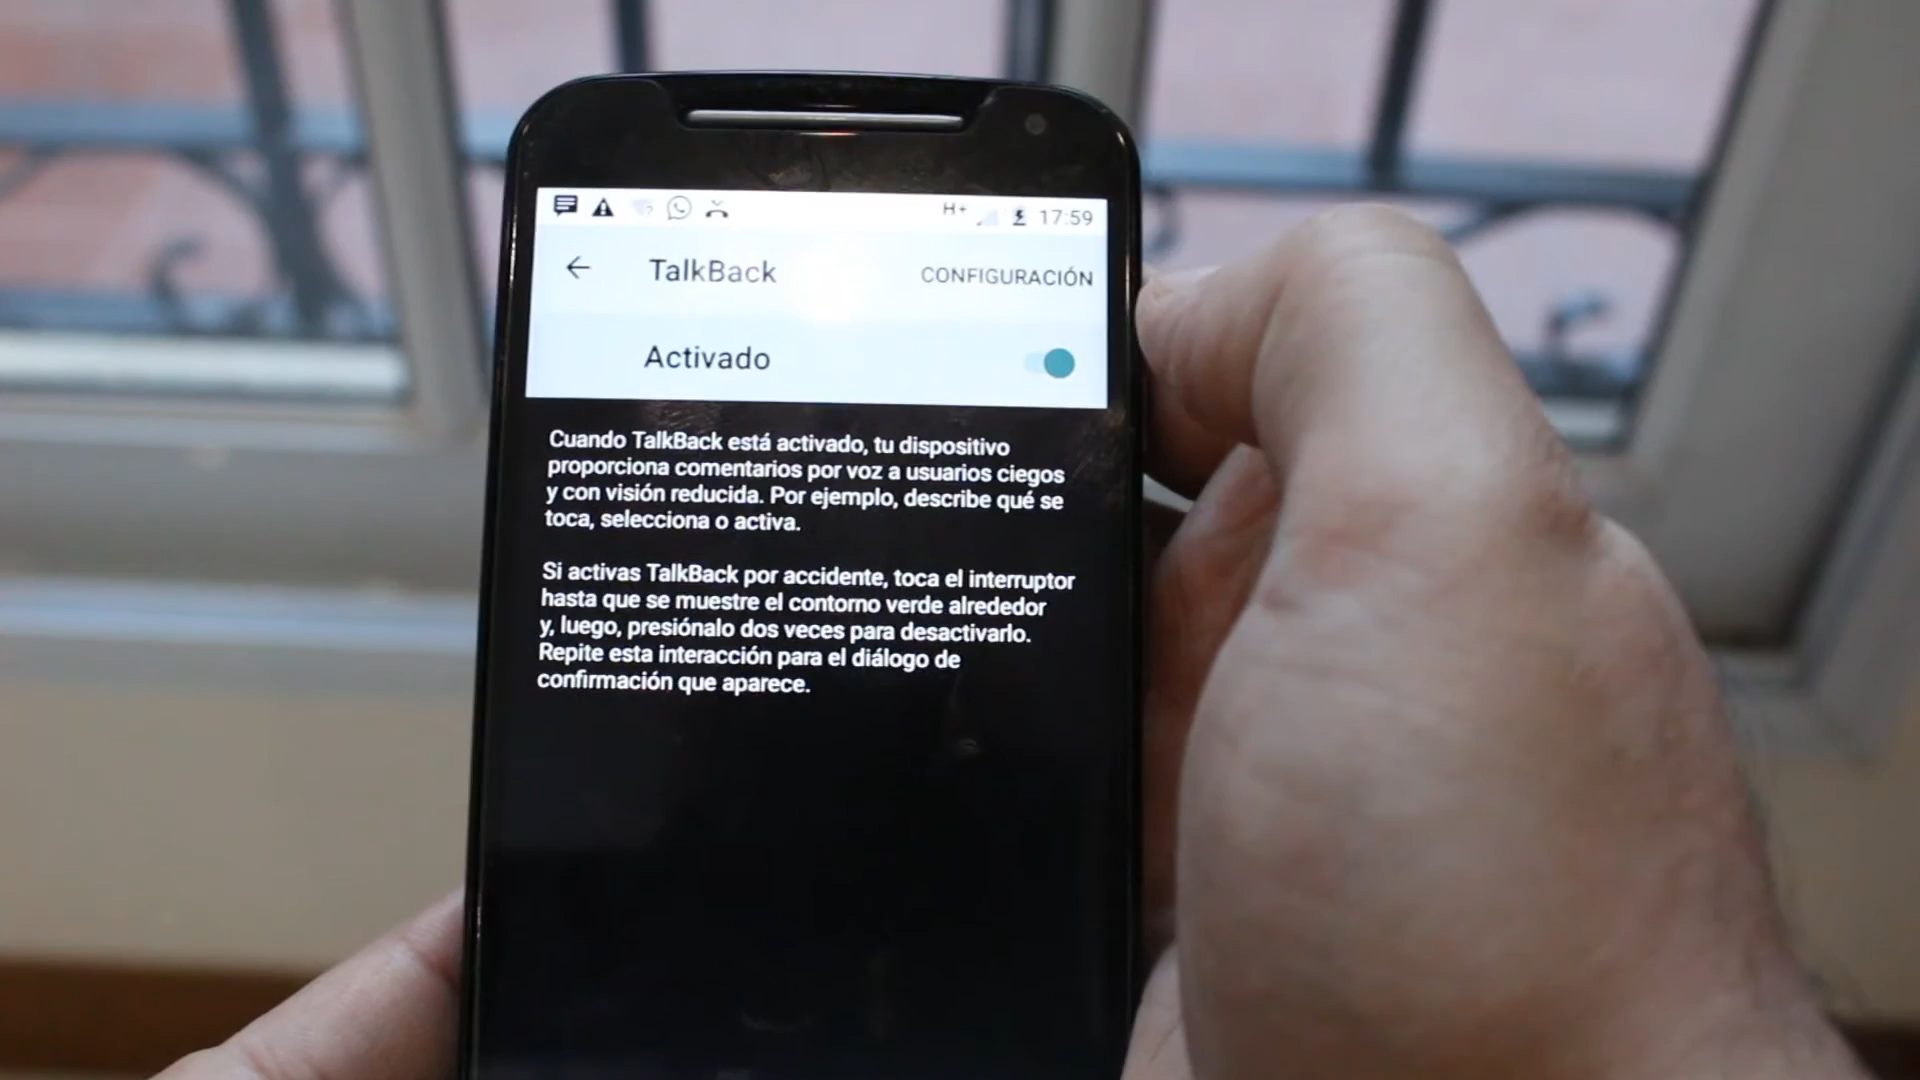 H+ 17:59
TalkBack CONFIGURACIÓN
Activado
Cuando TalkBack está activado, tu dispositivo
proporciona comentarios por voz a usuarios ciegos
y con visión reducida. Por ejemplo, describe qué se
toca, selecciona o activa.
Si activas TalkBack por accidente, toca el interruptor
hasta que se muestre el contorno verde alrededor
y, luego, presiónalo dos veces para desactivarlo.
Repite esta interacción para el diálogo de
confirmación que aparece.